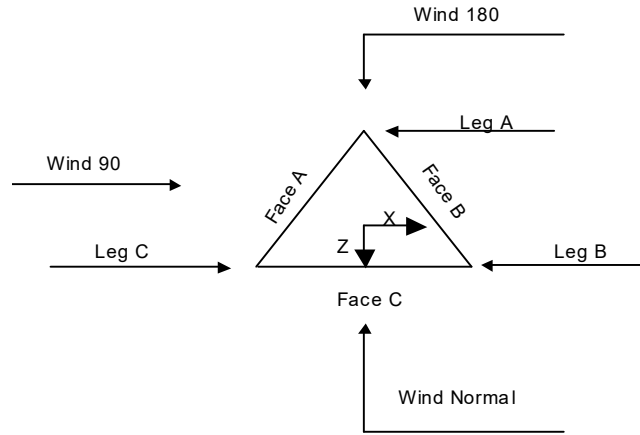 Wind 180
Leg A
Wind 90
Face A
Face B
X
Z
Leg C
Leg B
Face C
Wind Normal